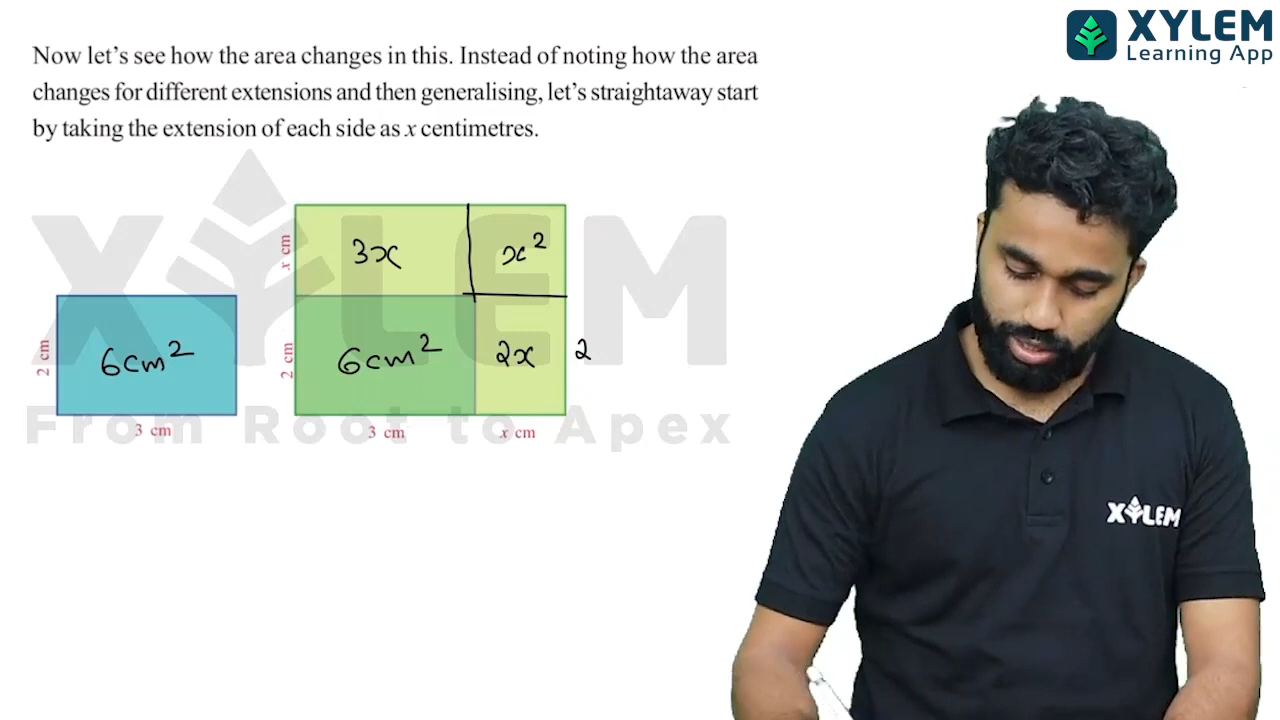 XYLEM
Learning App
Now let's see how the area changes in this. Instead of noting how the area
changes for different extensions and then generalising, let's straightaway start
by taking the extension of each side as x centimetres.
XYLEM
From Root to Apex
x cm
3x
x²
2 cm
6cm²
2 cm
6cm²
2x
2
3 cm
3 cm
x cm
XYLEM